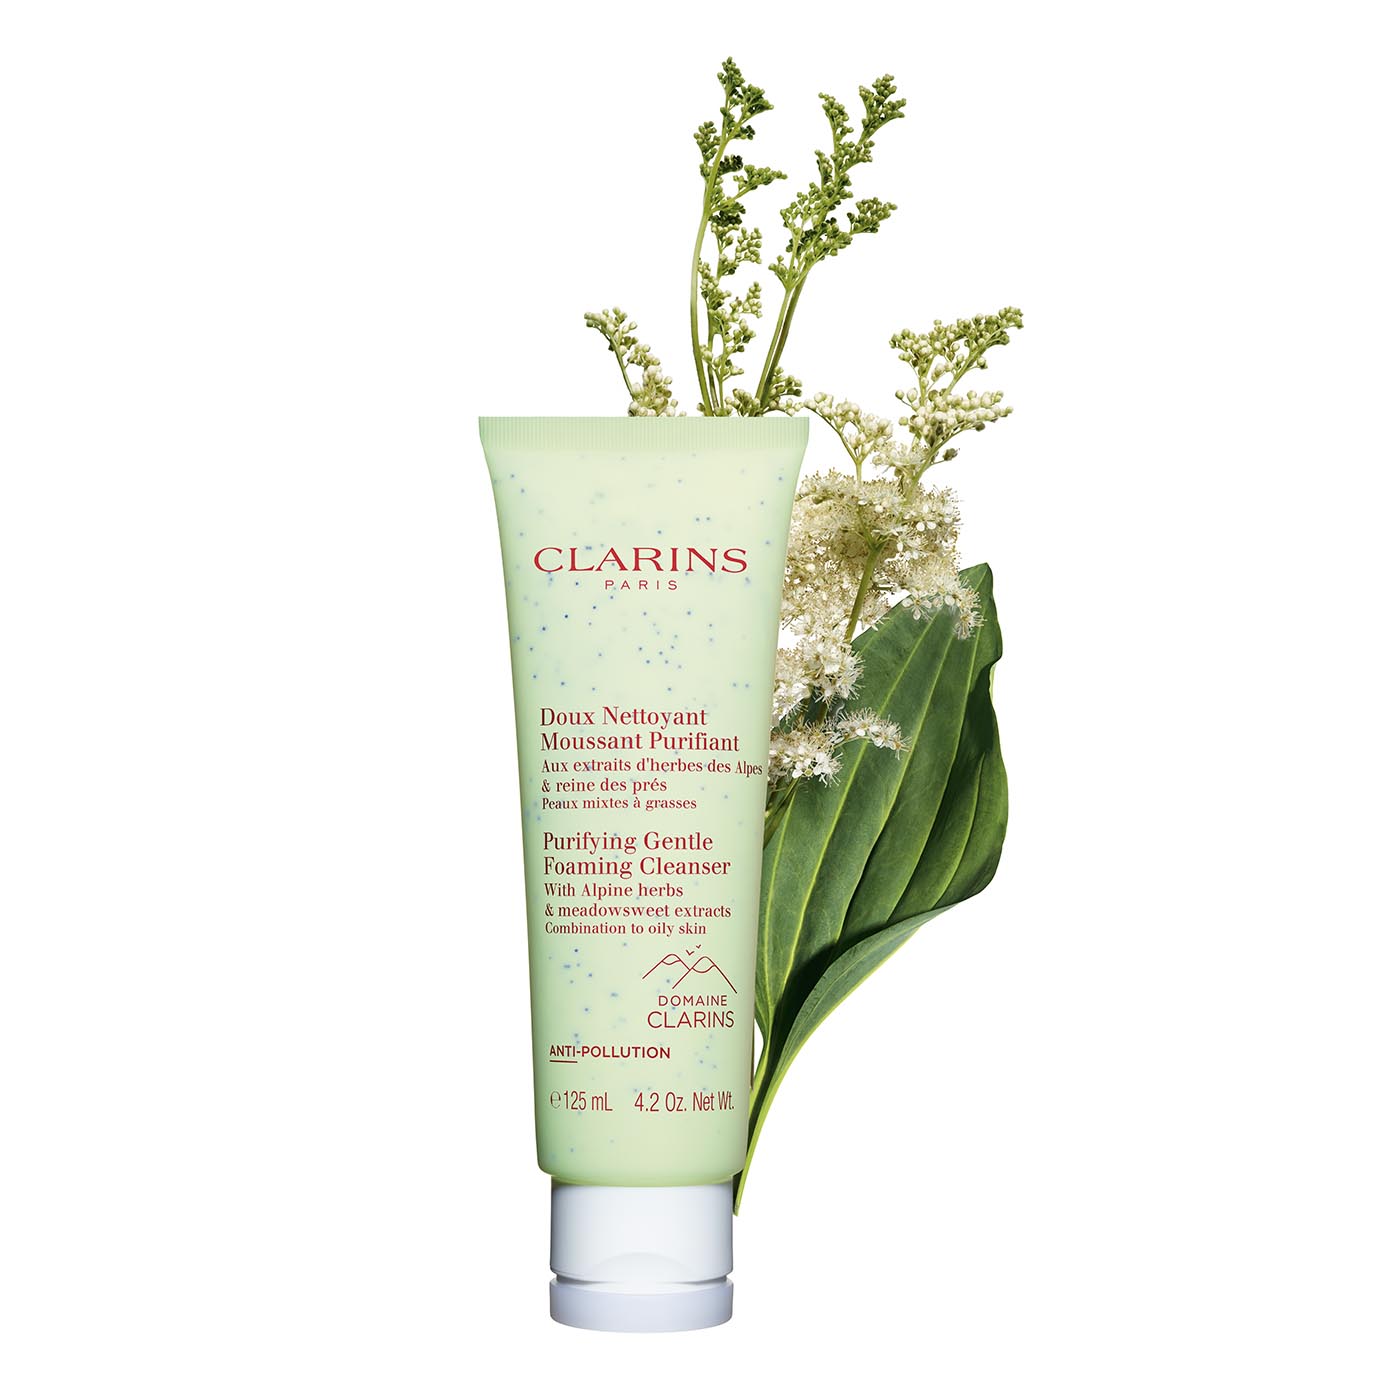 CLARINS
PARIS
Doux Nettoyant
Moussant Purifiant
Aux extraits d'herbes des Alpes
& reine des prés
Peaux mixtes à grasses
Purifying Gentle
Foaming Cleanser
With Alpine herbs
& meadowsweet extracts
Combination to oily skin
DOMAINE
CLARINS
ANTI-POLLUTION
℮125 mL 4.2 Oz. Net Wt.